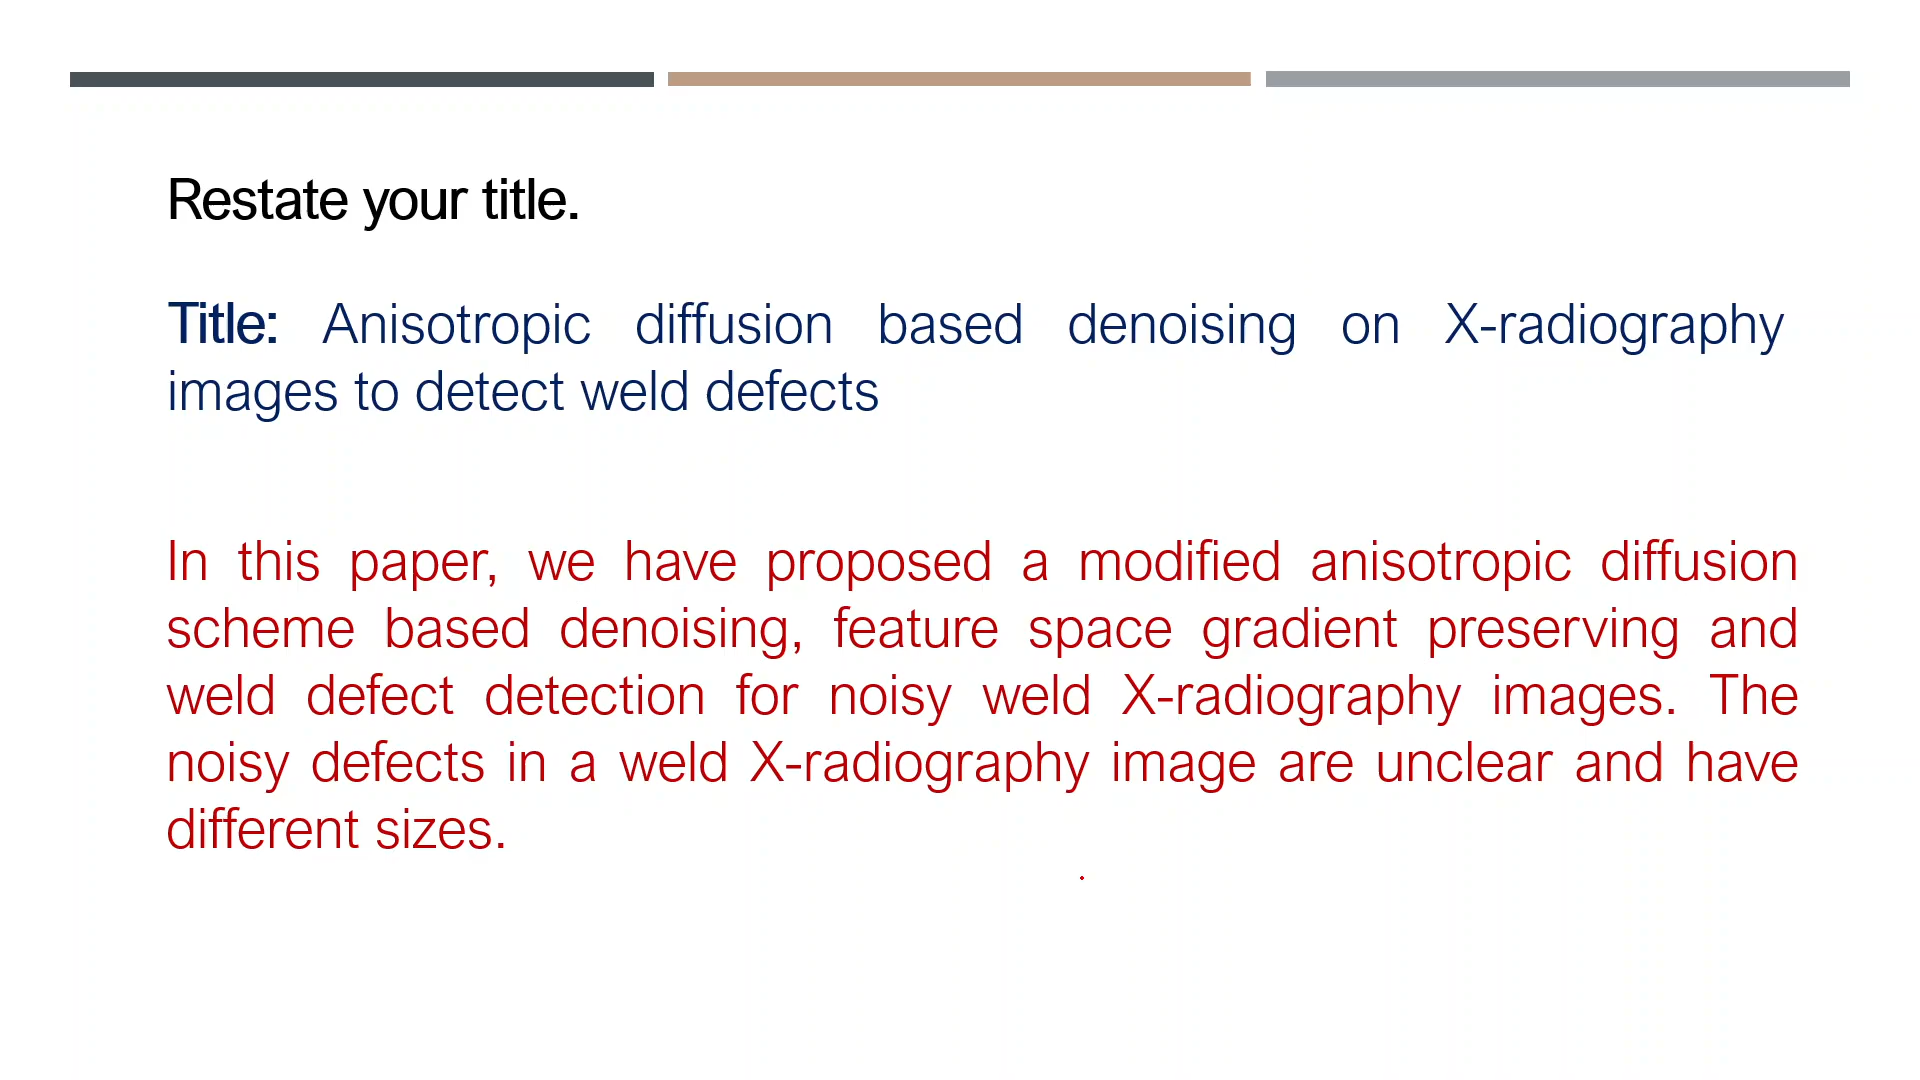 Restate your title.
Title: Anisotropic diffusion based denoising on X-radiography
images to detect weld defects
In this paper, we have proposed a modified anisotropic diffusion
scheme based denoising, feature space gradient preserving and
weld defect detection for noisy weld X-radiography images. The
noisy defects in a weld X-radiography image are unclear and have
different sizes.